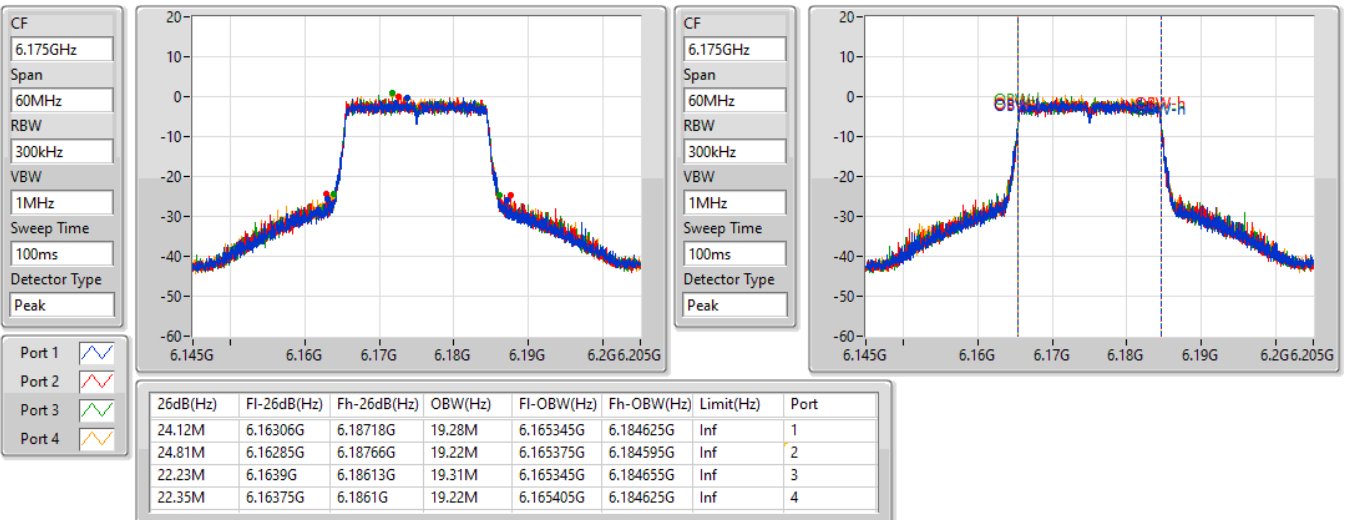 CF
6.175GHz
Span
60MHz
RBW
300kHz
VBW
1MHz
Sweep Time
100ms
Detector Type
Peak
20
10
0
-10
-20
-30
-40
-50
-60
6.145G 6.16G 6.17G 6.18G 6.19G 6.2G 6.205G
CF
6.175GHz
Span
60MHz
RBW
300kHz
VBW
1MHz
Sweep Time
100ms
Detector Type
Peak
20
10
0
-10
-20
-30
-40
-50
-60
OBW-h
6.145G 6.16G 6.17G 6.18G 6.19G 6.2G 6.205G
Port 1
Port 2
Port 3
Port 4
26dB(Hz) Fl-26dB(Hz) Fh-26dB(Hz) OBW(Hz) Fl-OBW(Hz) Fh-OBW(Hz) Limit(Hz) Port
24.12M 6.16306G 6.18718G 19.28M 6.165345G 6.184625G Inf 1
24.81M 6.16285G 6.18766G 19.22M 6.165375G 6.184595G Inf 2
22.23M 6.1639G 6.18613G 19.31M 6.165345G 6.184655G Inf 3
22.35M 6.16375G 6.1861G 19.22M 6.165405G 6.184625G Inf 4